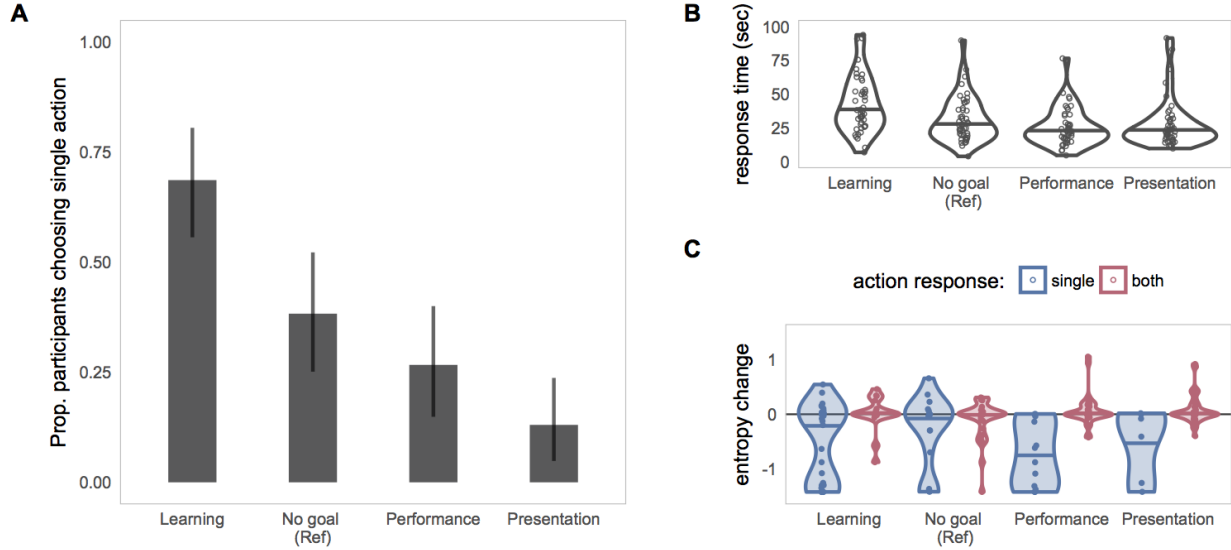 A
Prop. participants choosing single action
1.00
0.75
0.50
0.25
0.00
Learning
No goal
(Ref)
Performance
Presentation
B
response time (sec)
100
75
50
25
0
Learning
No goal
(Ref)
Performance
Presentation
C
action response: single both
entropy change
1
0
-1
Learning
No goal
(Ref)
Performance
Presentation